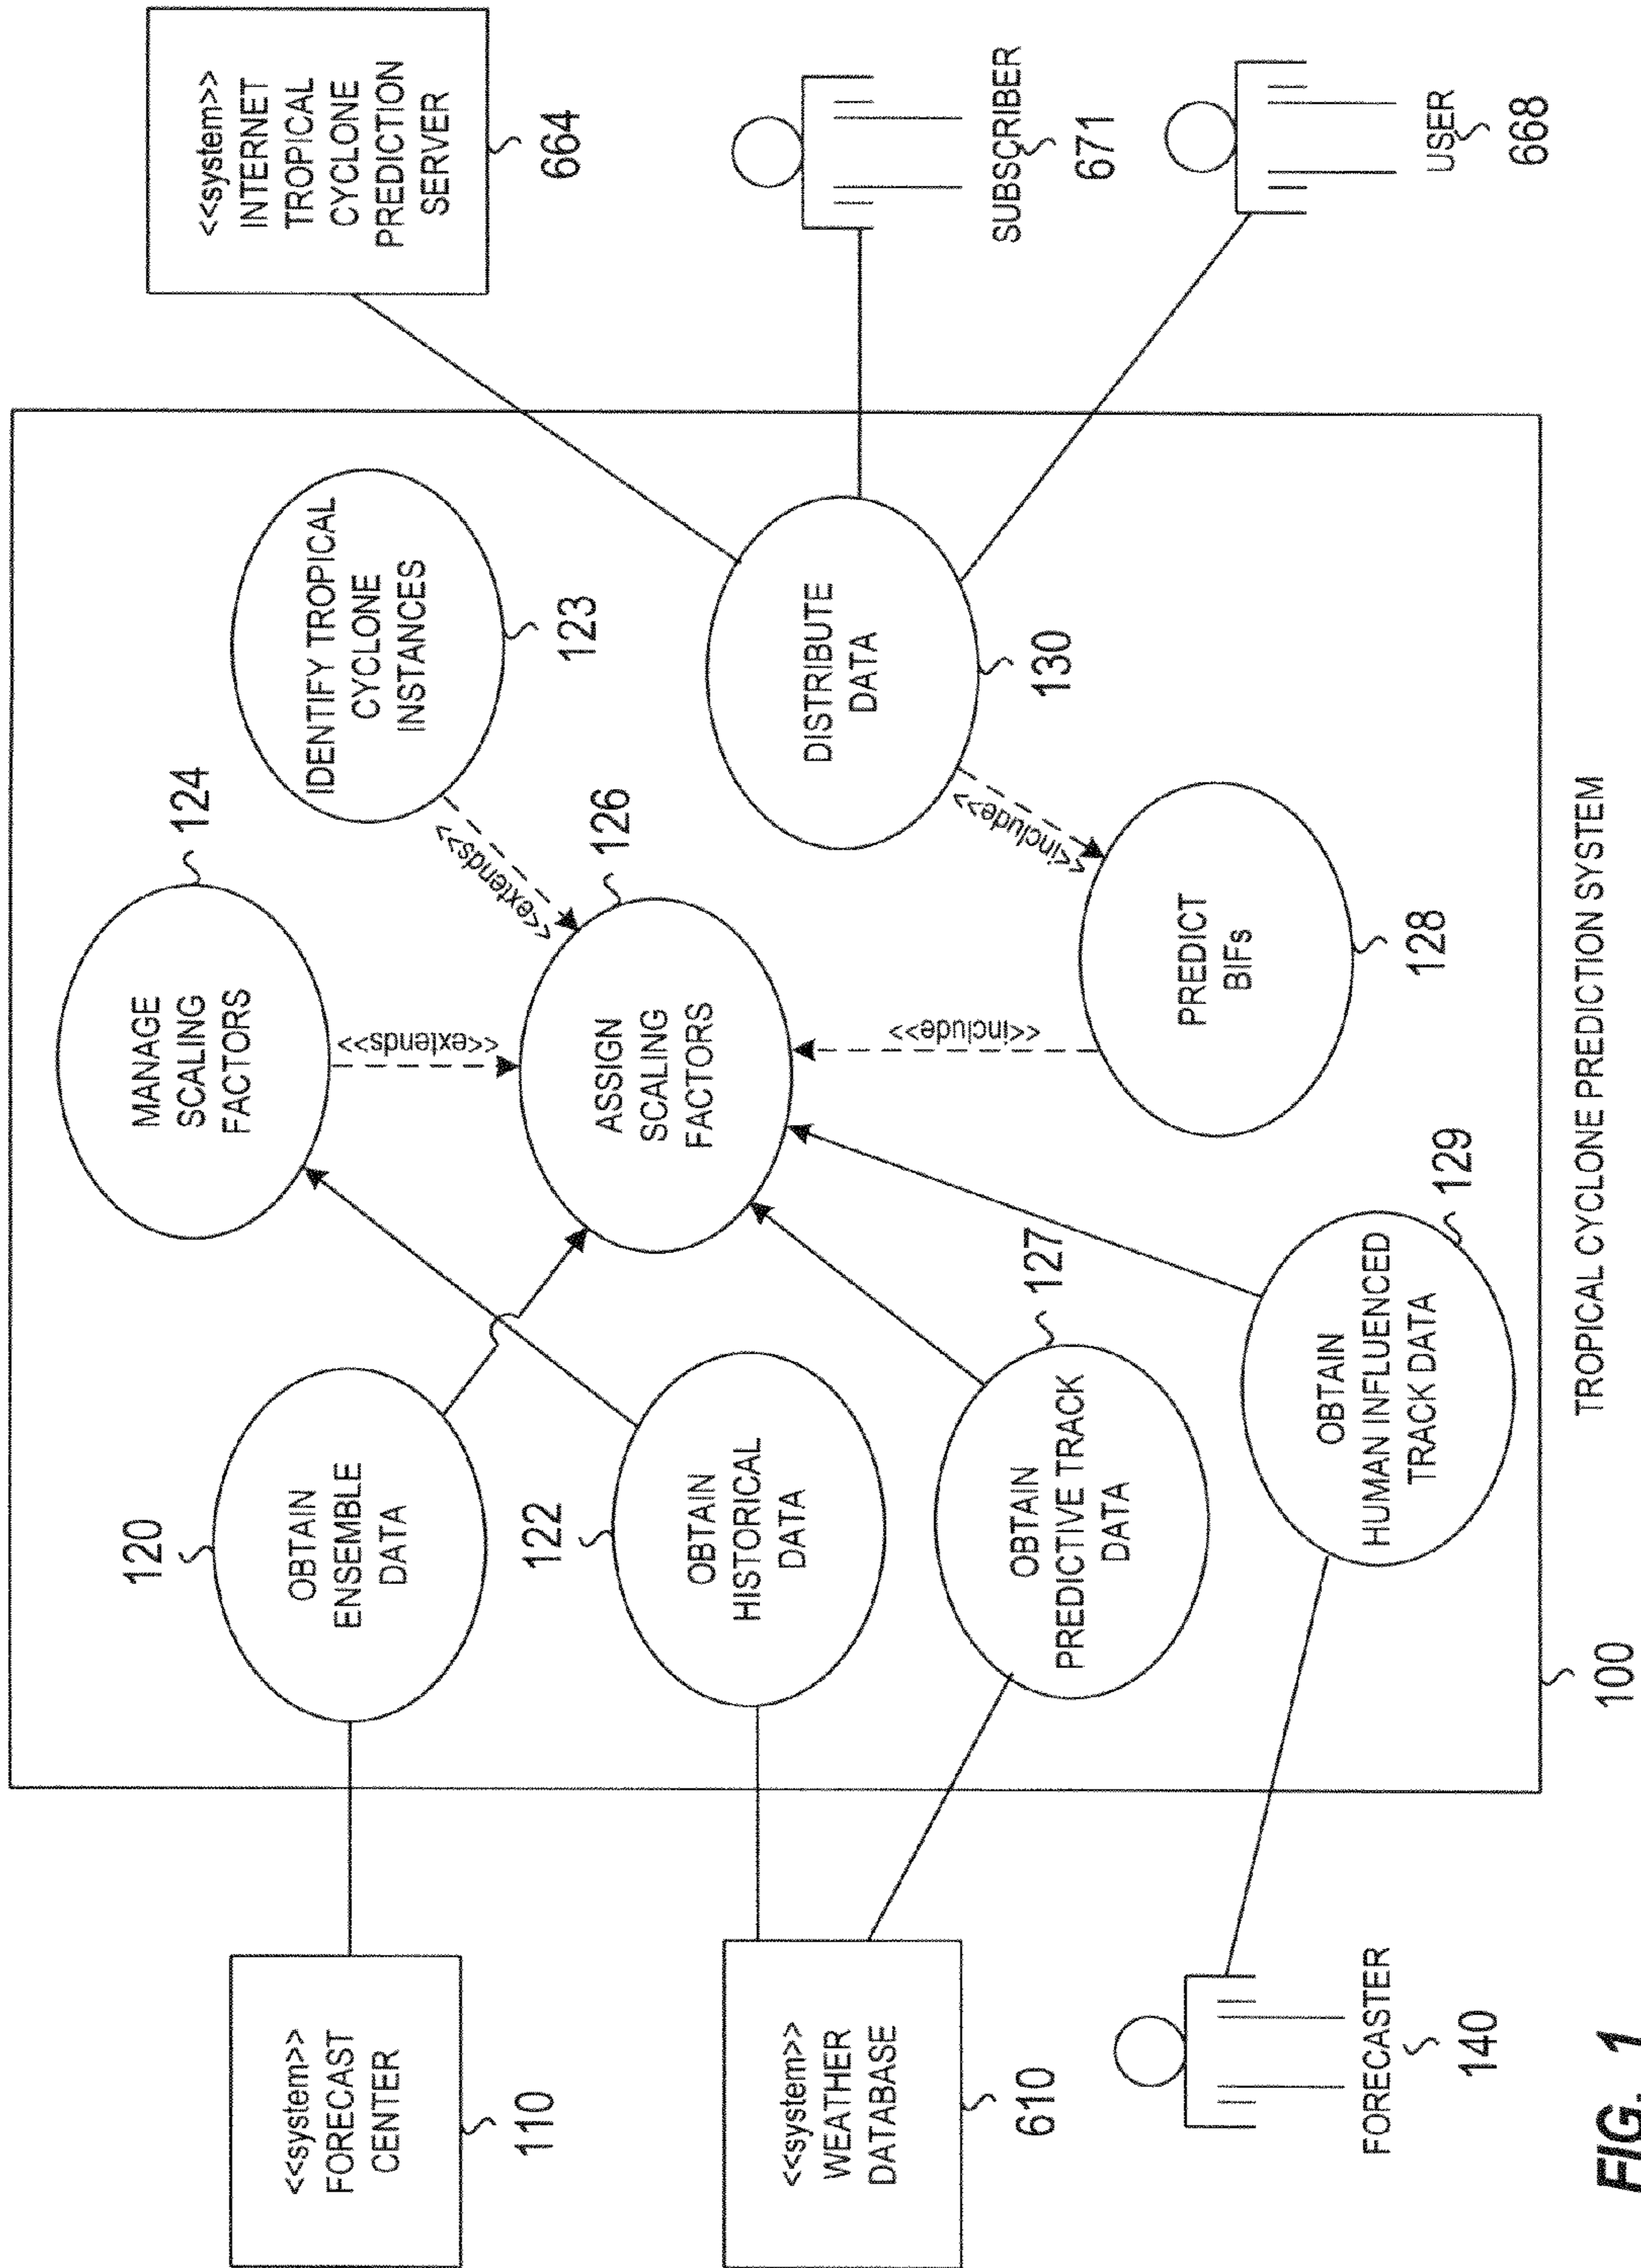 <<system>>
FORECAST
CENTER
110
<<system>>
WEATHER
DATABASE
610
FORECASTER
140
120
OBTAIN
ENSEMBLE
DATA
122
OBTAIN
HISTORICAL
DATA
127
OBTAIN
PREDICTIVE TRACK
DATA
129
OBTAIN
HUMAN INFLUENCED
TRACK DATA
124
MANAGE
SCALING
FACTORS
<<extends>>
126
ASSIGN
SCALING
FACTORS
<<include>>
PREDICT
BIFs
128
IDENTIFY TROPICAL
CYCLONE
INSTANCES
123
<<extends>>
DISTRIBUTE
DATA
130
<<include>>
<<system>>
INTERNET
TROPICAL
CYCLONE
PREDICTION
SERVER
664
SUBSCRIBER
671
USER
668
100
TROPICAL CYCLONE PREDICTION SYSTEM
FIG. 1